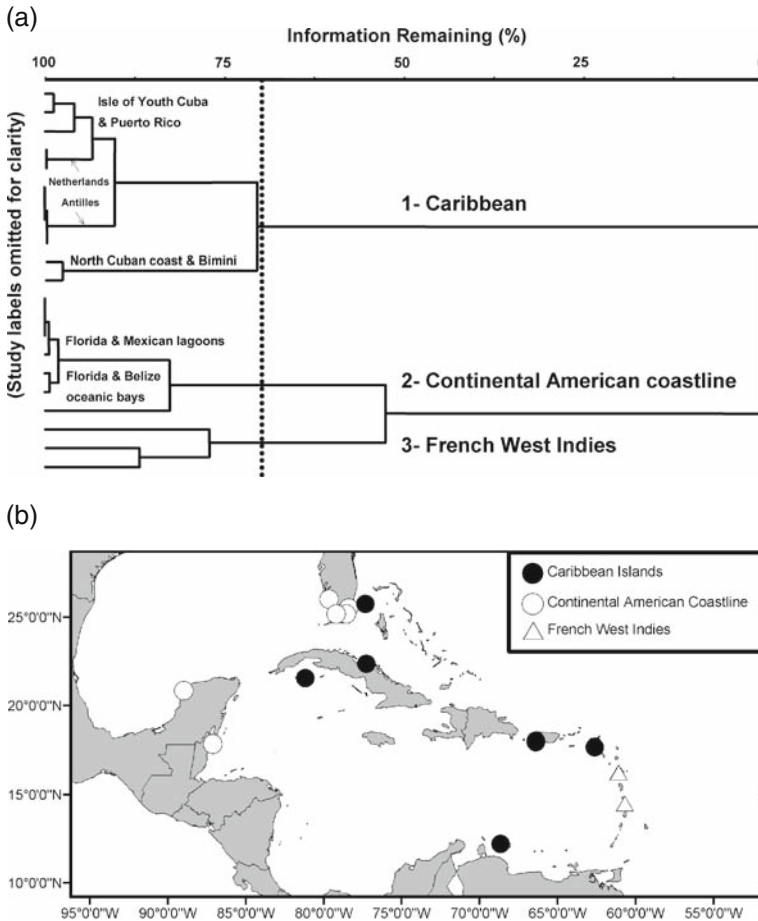 (a)
Information Remaining (%)
100 75 50 25
(Study labels omitted for clarity)
Isle of Youth Cuba
& Puerto Rico
Netherlands
Antilles
1- Caribbean
North Cuban coast & Bimini
Florida & Mexican lagoons
Florida & Belize
oceanic bays
2- Continental American coastline
3- French West Indies
(b)
Caribbean Islands
Continental American Coastline
French West Indies
25°0'0"N
20°0'0"N
15°0'0"N
10°0'0"N
95°0'0"W 90°0'0"W 85°0'0"W 80°0'0"W 75°0'0"W 70°0'0"W 65°0'0"W 60°0'0"W 55°0'0"W